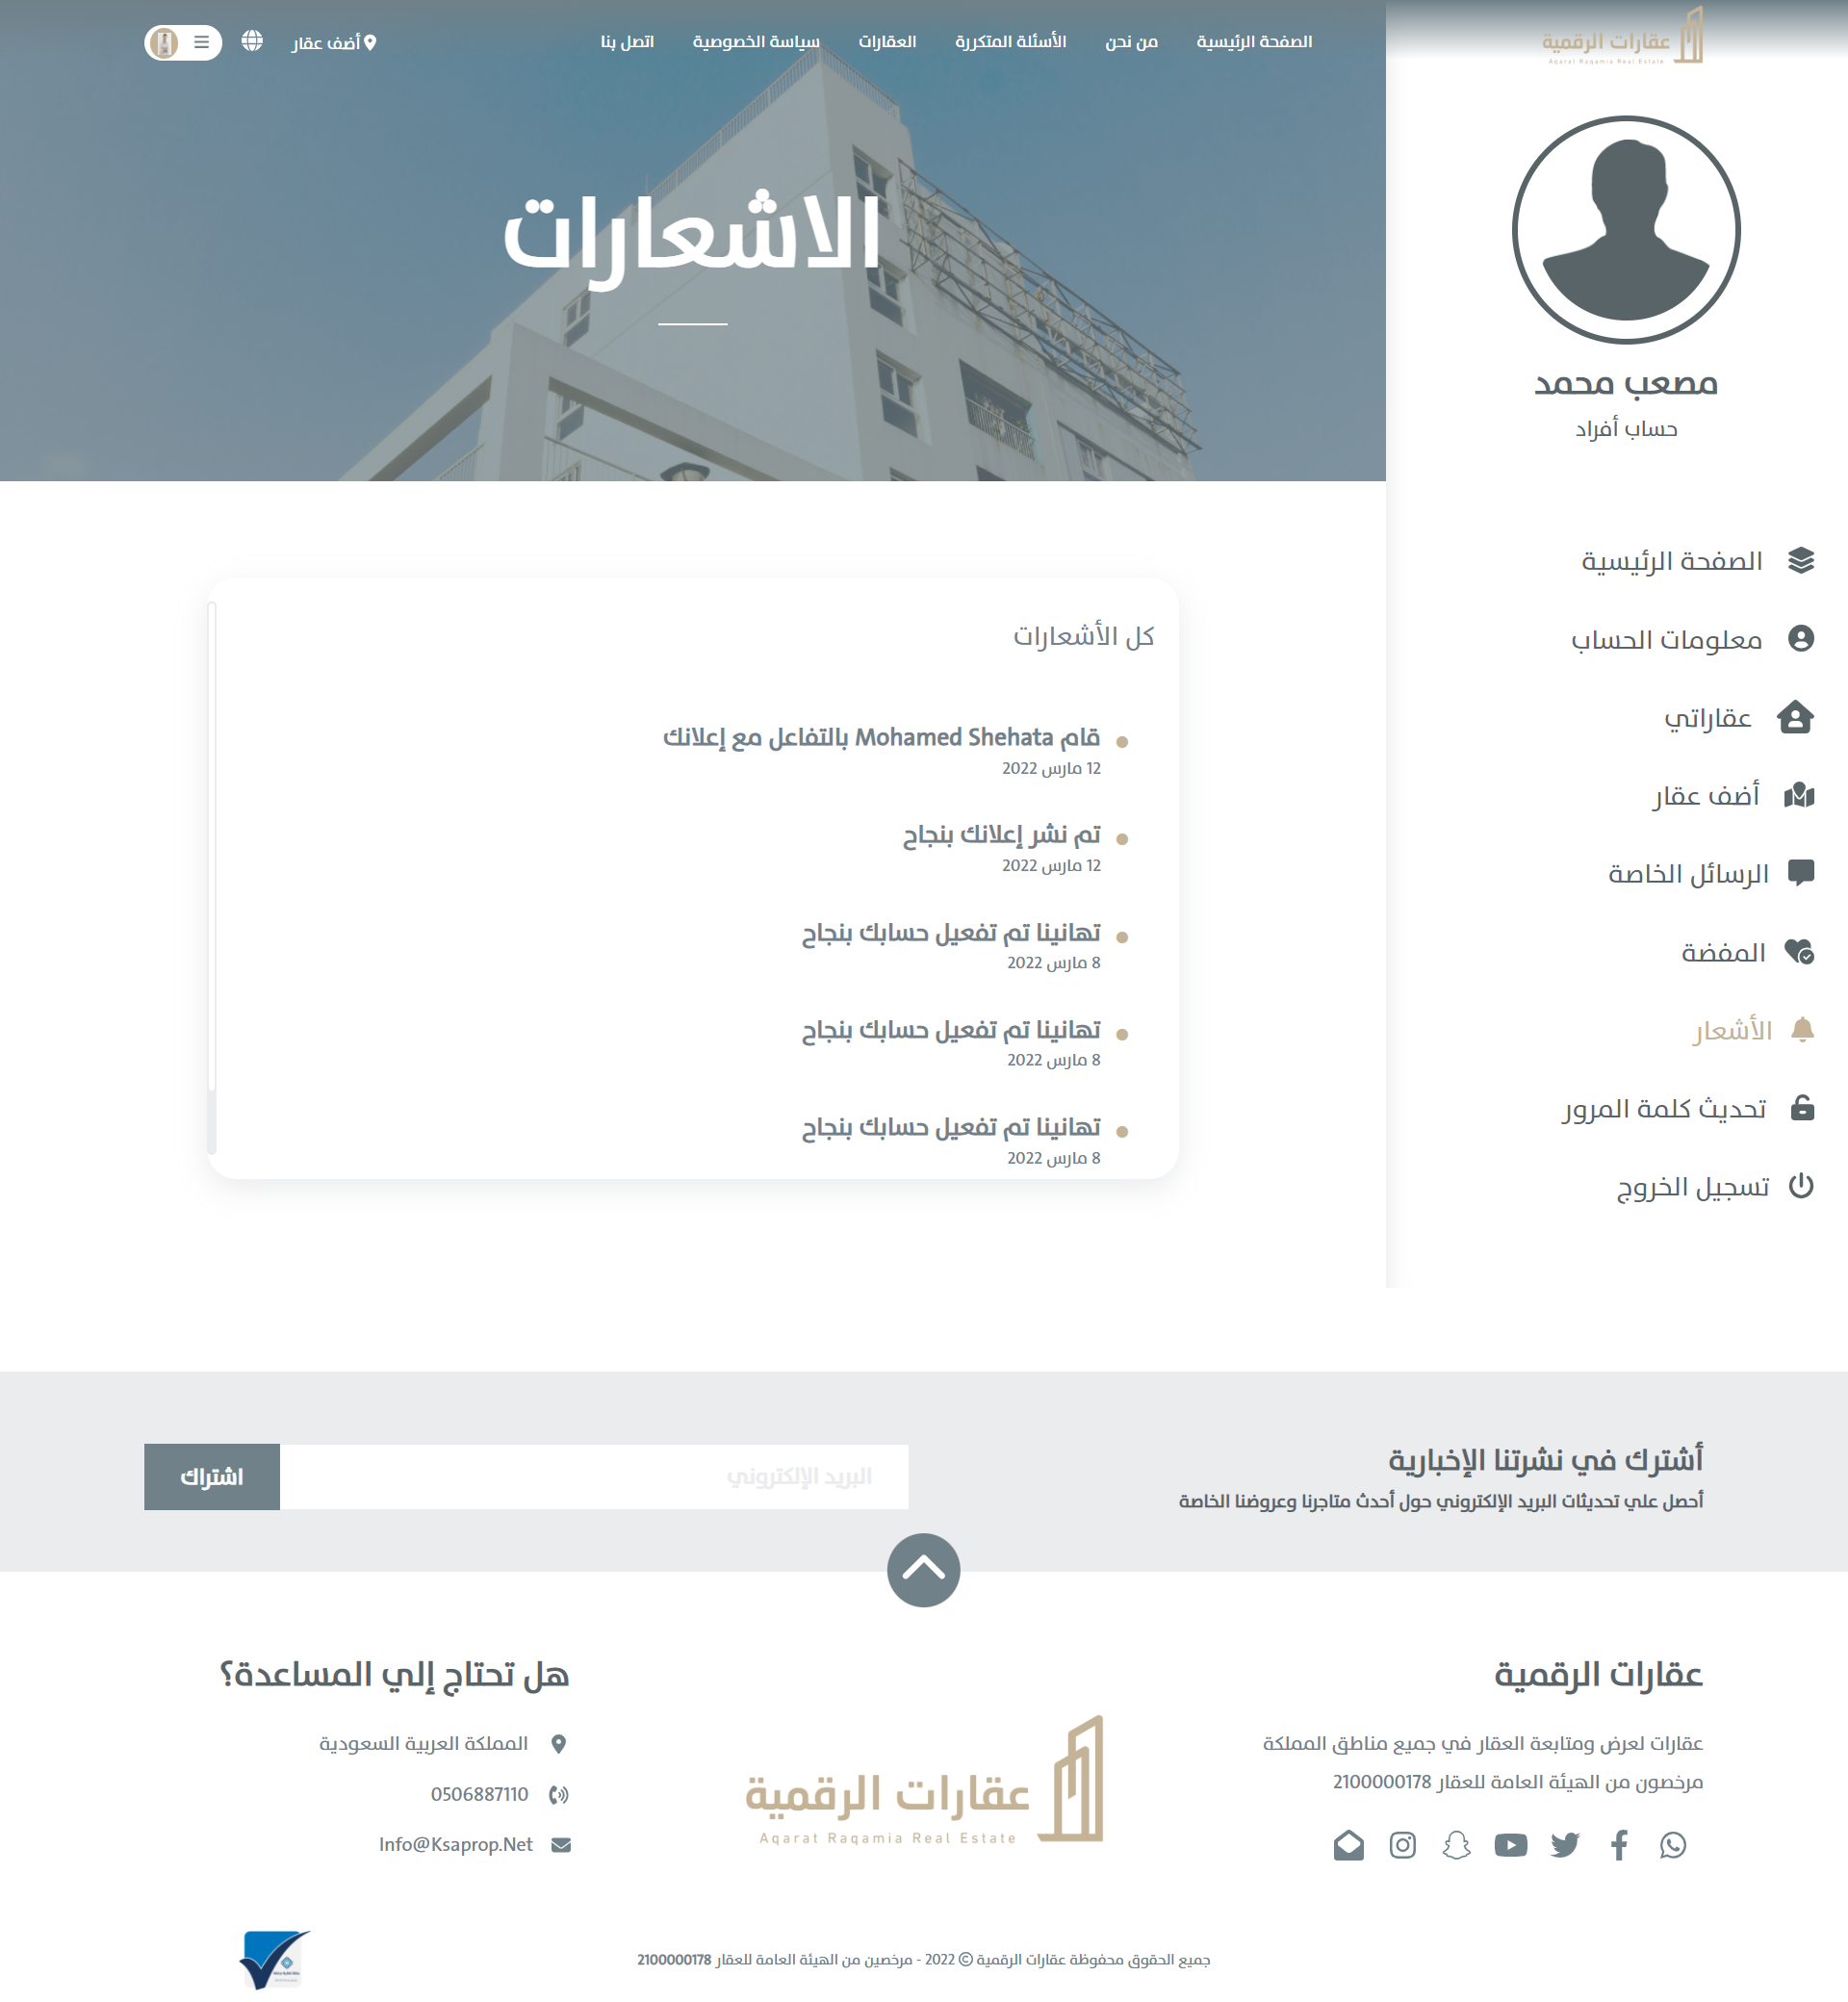 عقارات الرقمية
Aqarat Raqamia Real Estate
الصفحة الرئيسية
من نحن
الأسئلة المتكررة
العقارات
سياسة الخصوصية
اتصل بنا
أضف عقار
الاشعارات
مصعب محمد
حساب أفراد
الصفحة الرئيسية
معلومات الحساب
عقاراتي
أضف عقار
الرسائل الخاصة
المفضة
الأشعار
تحديث كلمة المرور
تسجيل الخروج
كل الأشعارات
قام Mohamed Shehata بالتفاعل مع إعلانك
12 مارس 2022
تم نشر إعلانك بنجاح
12 مارس 2022
تهانينا تم تفعيل حسابك بنجاح
8 مارس 2022
تهانينا تم تفعيل حسابك بنجاح
8 مارس 2022
تهانينا تم تفعيل حسابك بنجاح
8 مارس 2022
أشترك في نشرتنا الإخبارية
أحصل علي تحديثات البريد الإلكتروني حول أحدث متاجرنا وعروضنا الخاصة
البريد الإلكتروني
اشتراك
عقارات الرقمية
عقارات لعرض ومتابعة العقار في جميع مناطق المملكة
مرخصون من الهيئة العامة للعقار 2100000178
عقارات الرقمية
Aqarat Raqamia Real Estate
هل تحتاج إلي المساعدة؟
المملكة العربية السعودية
0506887110
Info@Ksaprop.Net
جميع الحقوق محفوظة عقارات الرقمية © 2022 - مرخصين من الهيئة العامة للعقار 2100000178